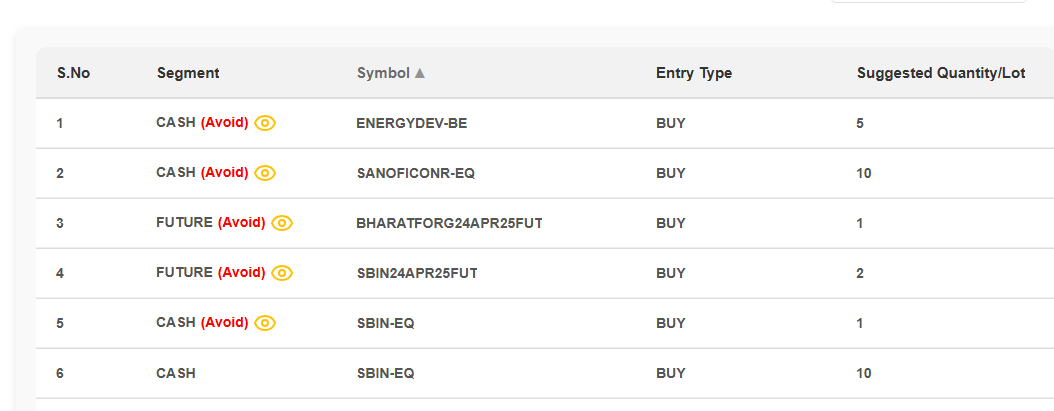 S.No Segment Symbol ▲ Entry Type Suggested Quantity/Lot
1 CASH (Avoid) ENERGYDEV-BE BUY 5
2 CASH (Avoid) SANOFICONR-EQ BUY 10
3 FUTURE (Avoid) BHARATFORG24APR25FUT BUY 1
4 FUTURE (Avoid) SBIN24APR25FUT BUY 2
5 CASH (Avoid) SBIN-EQ BUY 1
6 CASH SBIN-EQ BUY 10